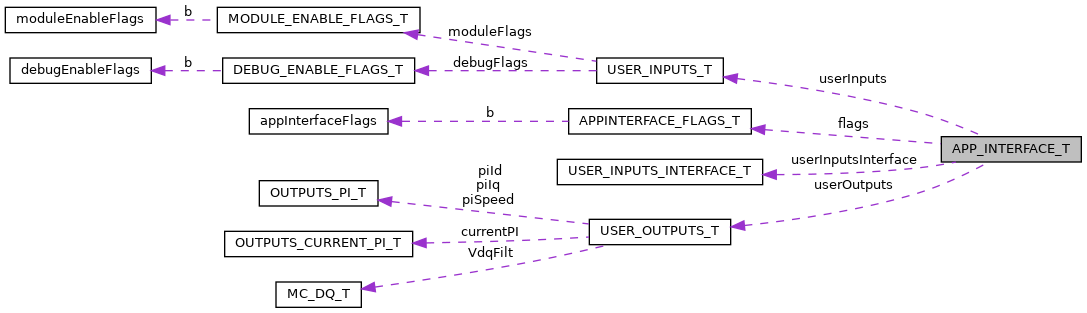 moduleEnableFlags
b
MODULE_ENABLE_FLAGS_T
moduleFlags
debugEnableFlags
b
DEBUG_ENABLE_FLAGS_T
debugFlags
USER_INPUTS_T
userInputs
appInterfaceFlags
b
APPINTERFACE_FLAGS_T
flags
APP_INTERFACE_T
USER_INPUTS_INTERFACE_T
userInputsInterface
userOutputs
OUTPUTS_PI_T
piId
piIq
piSpeed
USER_OUTPUTS_T
OUTPUTS_CURRENT_PI_T
currentPI
VdqFilt
MC_DQ_T